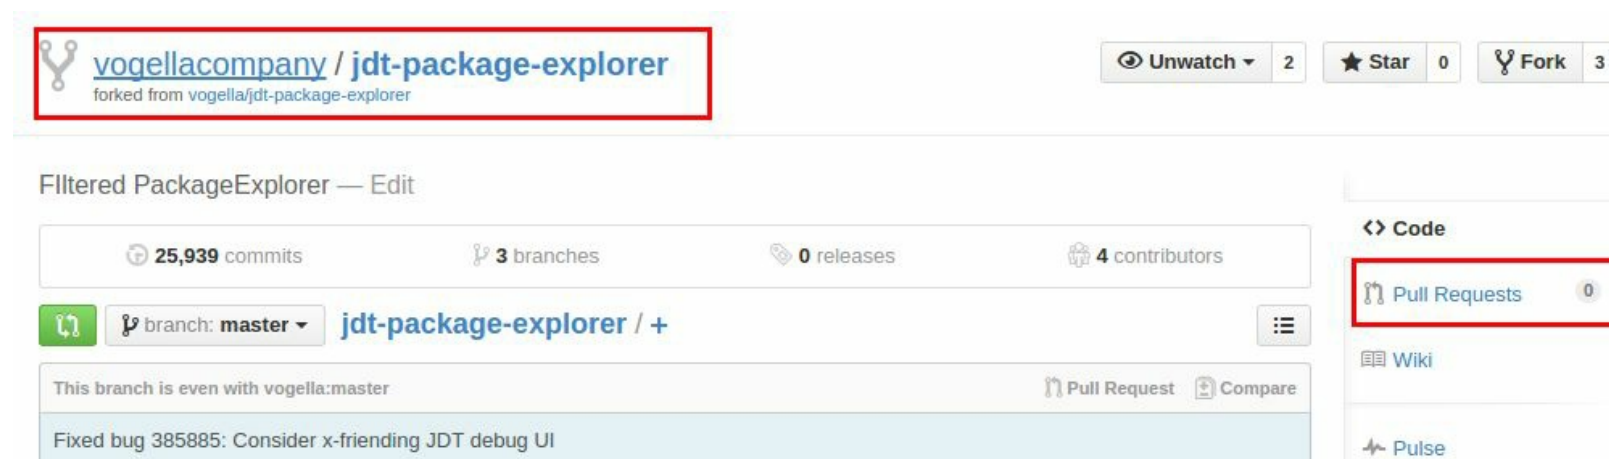 vogellacompany / jdt-package-explorer
forked from vogella/jdt-package-explorer
Unwatch 2 Star 0 Fork 3
FIltered PackageExplorer — Edit
25,939 commits 3 branches 0 releases 4 contributors
<> Code
Pull Requests 0
branch: master jdt-package-explorer / +
Wiki
This branch is even with vogella:master Pull Request Compare
Fixed bug 385885: Consider x-friending JDT debug UI
Pulse